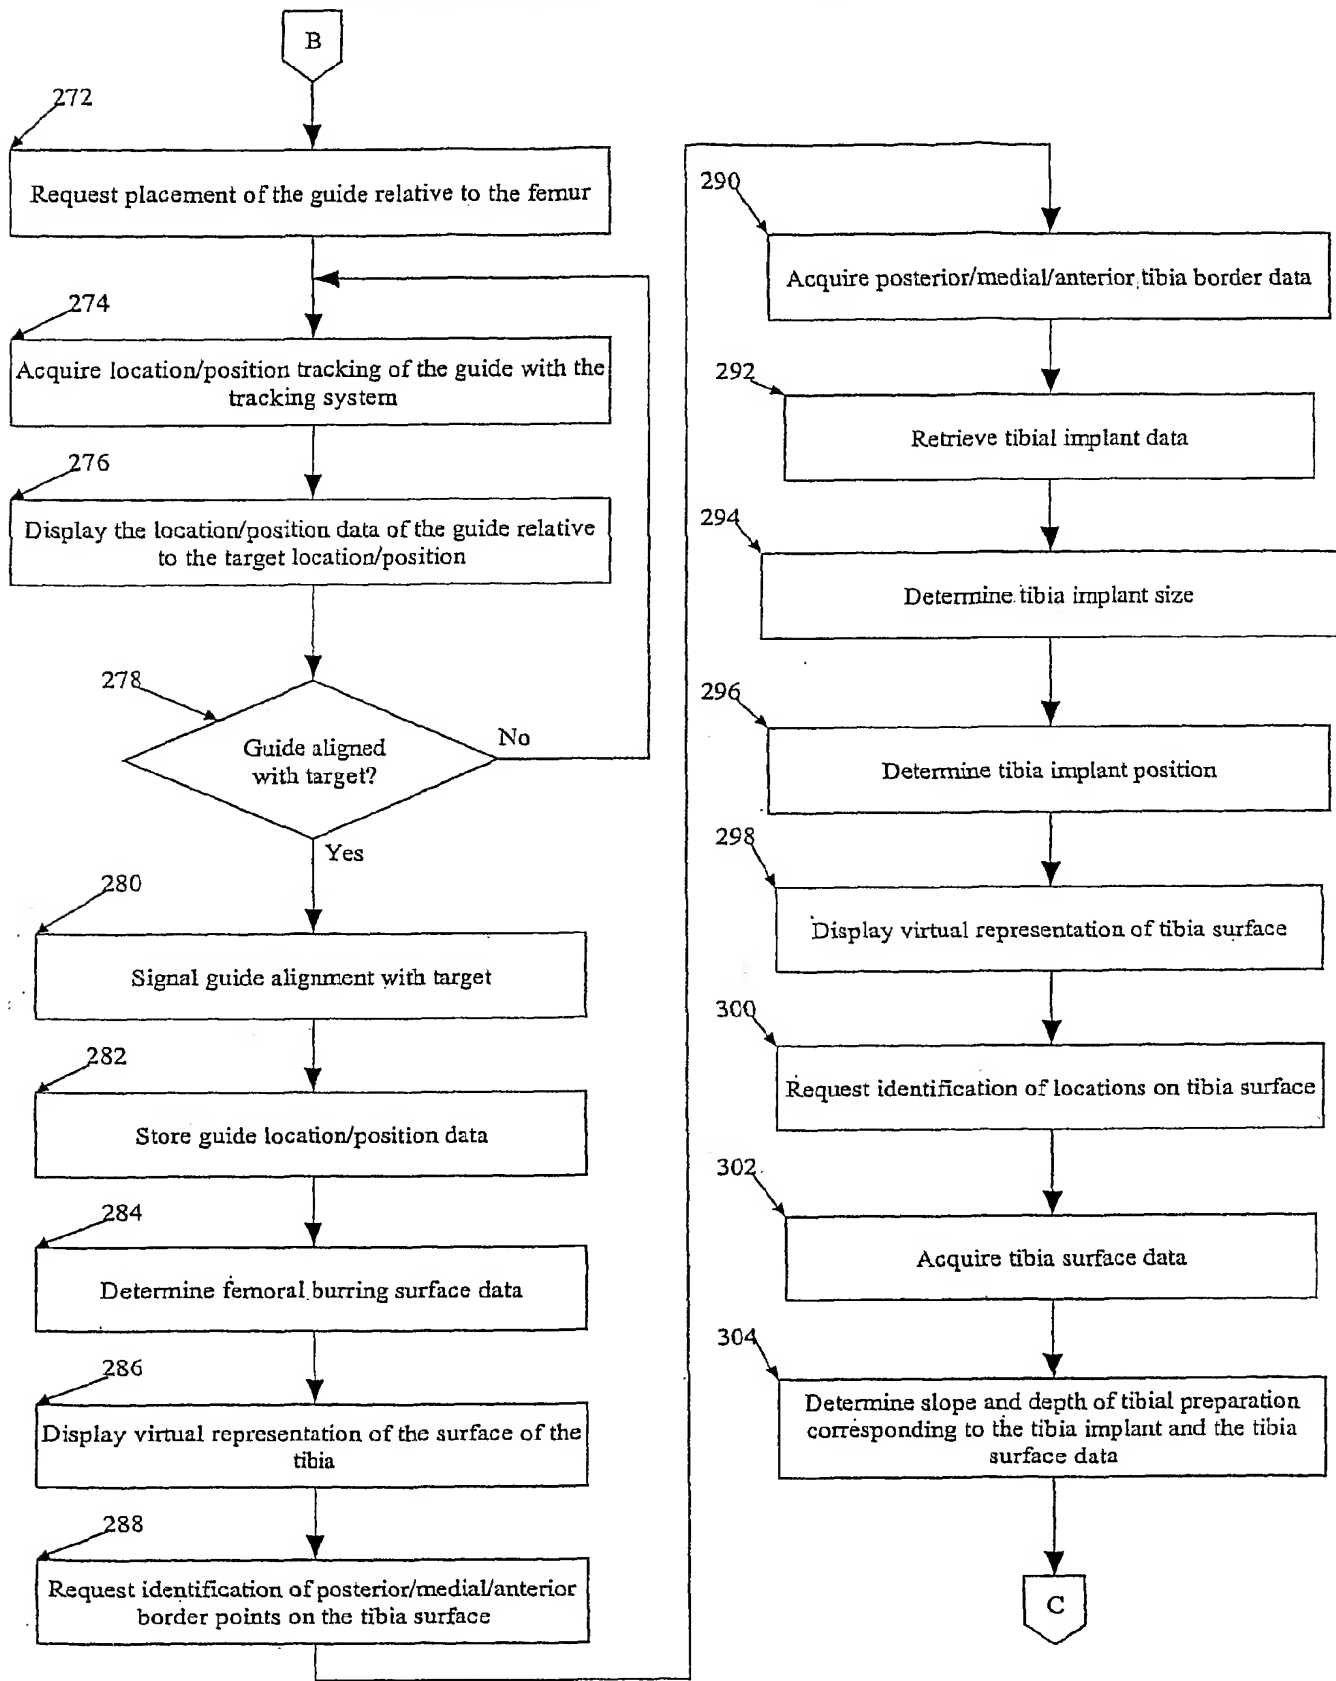 B
272
Request placement of the guide relative to the femur
274
Acquire location/position tracking of the guide with the
tracking system
276
Display the location/position data of the guide relative
to the target location/position
278
Guide aligned
with target?
No
Yes
280
Signal guide alignment with target
282
Store guide location/position data
284
Determine femoral burring surface data
286
Display virtual representation of the surface of the
tibia
288
Request identification of posterior/medial/anterior
border points on the tibia surface
290
Acquire posterior/medial/anterior tibia border data
292
Retrieve tibial implant data
294
Determine tibia implant size
296
Determine tibia implant position
298
Display virtual representation of tibia surface
300
Request identification of locations on tibia surface
302
Acquire tibia surface data
304
Determine slope and depth of tibial preparation
corresponding to the tibia implant and the tibia
surface data
C